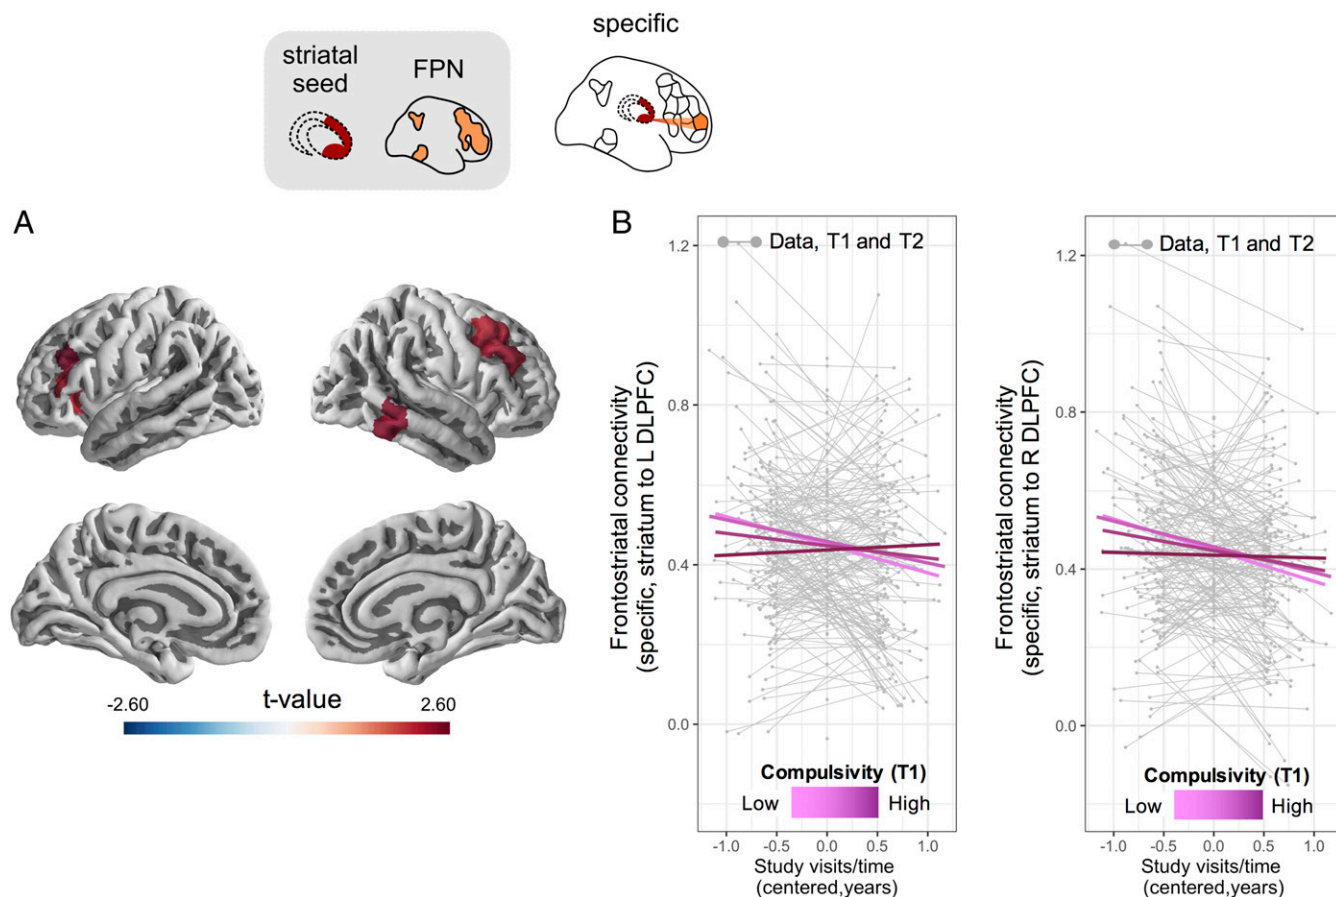 striatal
seed
FPN
specific
A
-2.60
t-value
2.60
B
Frontostriatal connectivity
(specific, striatum to L DLPFC)
1.2
0.8
0.4
0.0
Data, T1 and T2
Compulsivity (T1)
Low
High
-1.0
-0.5
0.0
0.5
1.0
Study visits/time
(centered,years)
Frontostriatal connectivity
(specific, striatum to R DLPFC)
1.2
0.8
0.4
0.0
Data, T1 and T2
Compulsivity (T1)
Low
High
-1.0
-0.5
0.0
0.5
1.0
Study visits/time
(centered,years)